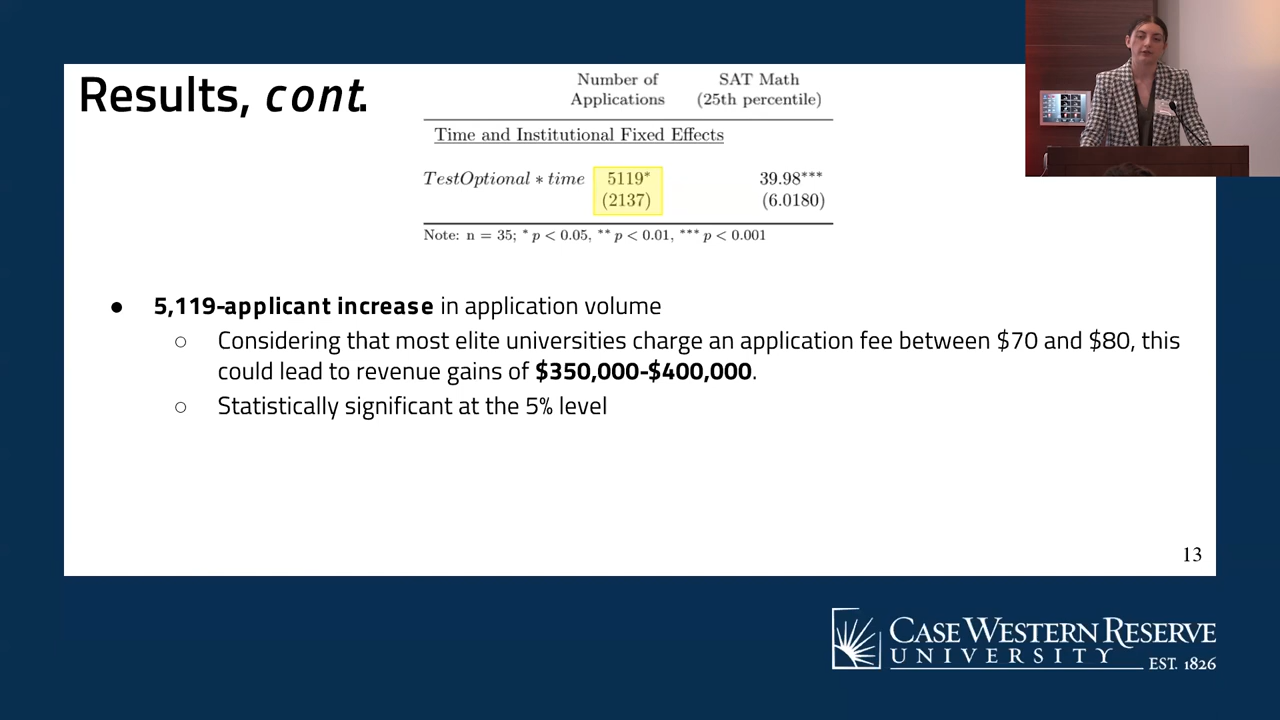 Results, cont.
Number of Applications
SAT Math (25th percentile)
Time and Institutional Fixed Effects
TestOptional ∗ time 5119* 39.98***
(2137) (6.0180)
Note: n = 35; * p < 0.05, ** p < 0.01, *** p < 0.001
● 5,119-applicant increase in application volume
○ Considering that most elite universities charge an application fee between $70 and $80, this
could lead to revenue gains of $350,000-$400,000.
○ Statistically significant at the 5% level
13
CASE WESTERN RESERVE
UNIVERSITY
EST. 1826